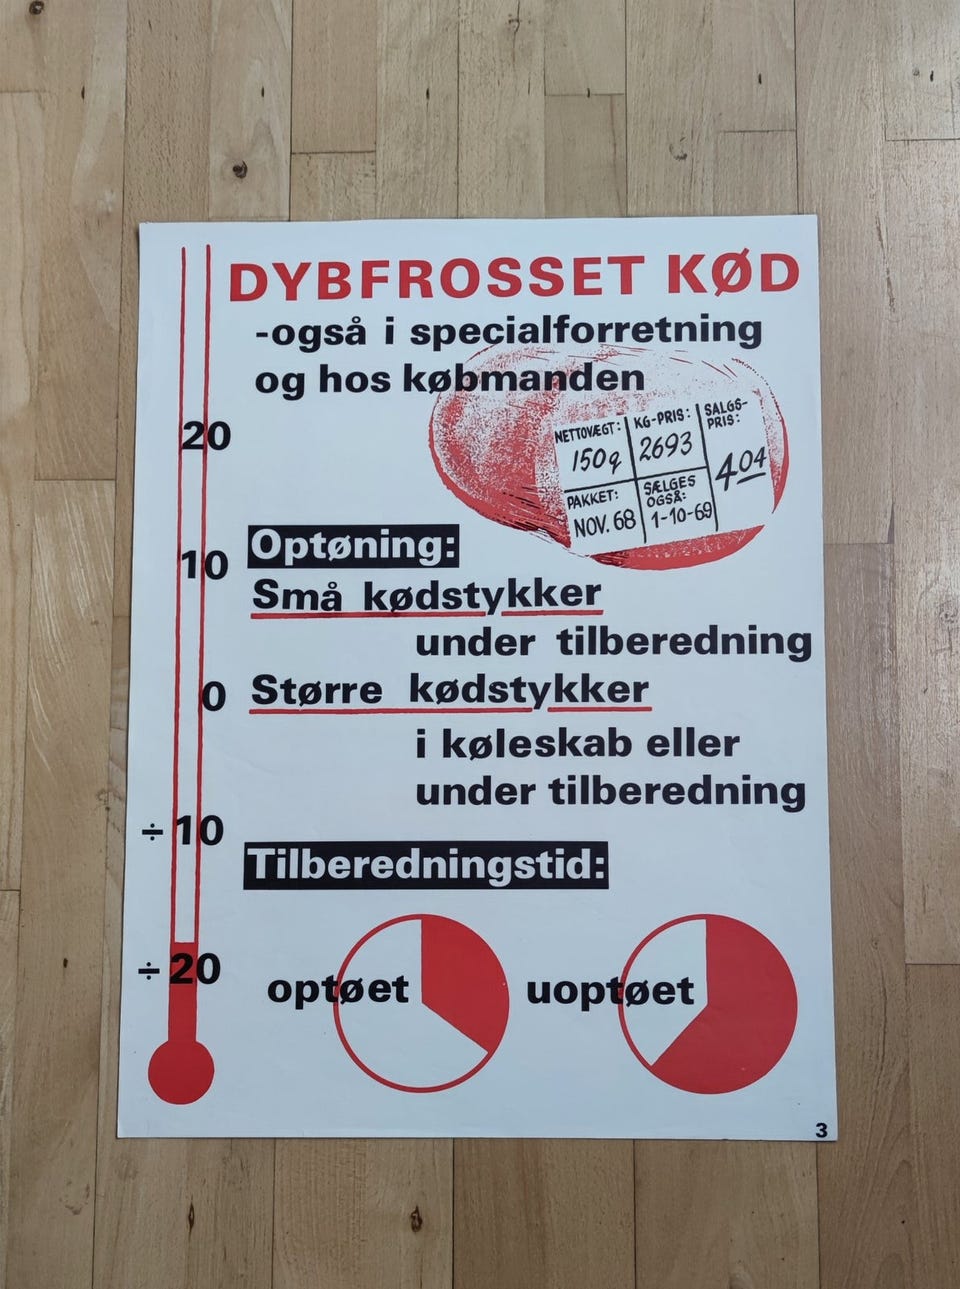 DYBFROSSET KØD
-også i specialforretning
og hos købmanden
NETTOVÆGT:
150g
KG-PRIS:
2693
SALGS-
PRIS:
4.04
PAKKET:
NOV. 68
SÆLGES
OGSÅ:
1-10-69
20
10
0
÷10
÷20
Optøning:
Små kødstykker
under tilberedning
Større kødstykker
i køleskab eller
under tilberedning
Tilberedningstid:
optøet
uoptøet
3